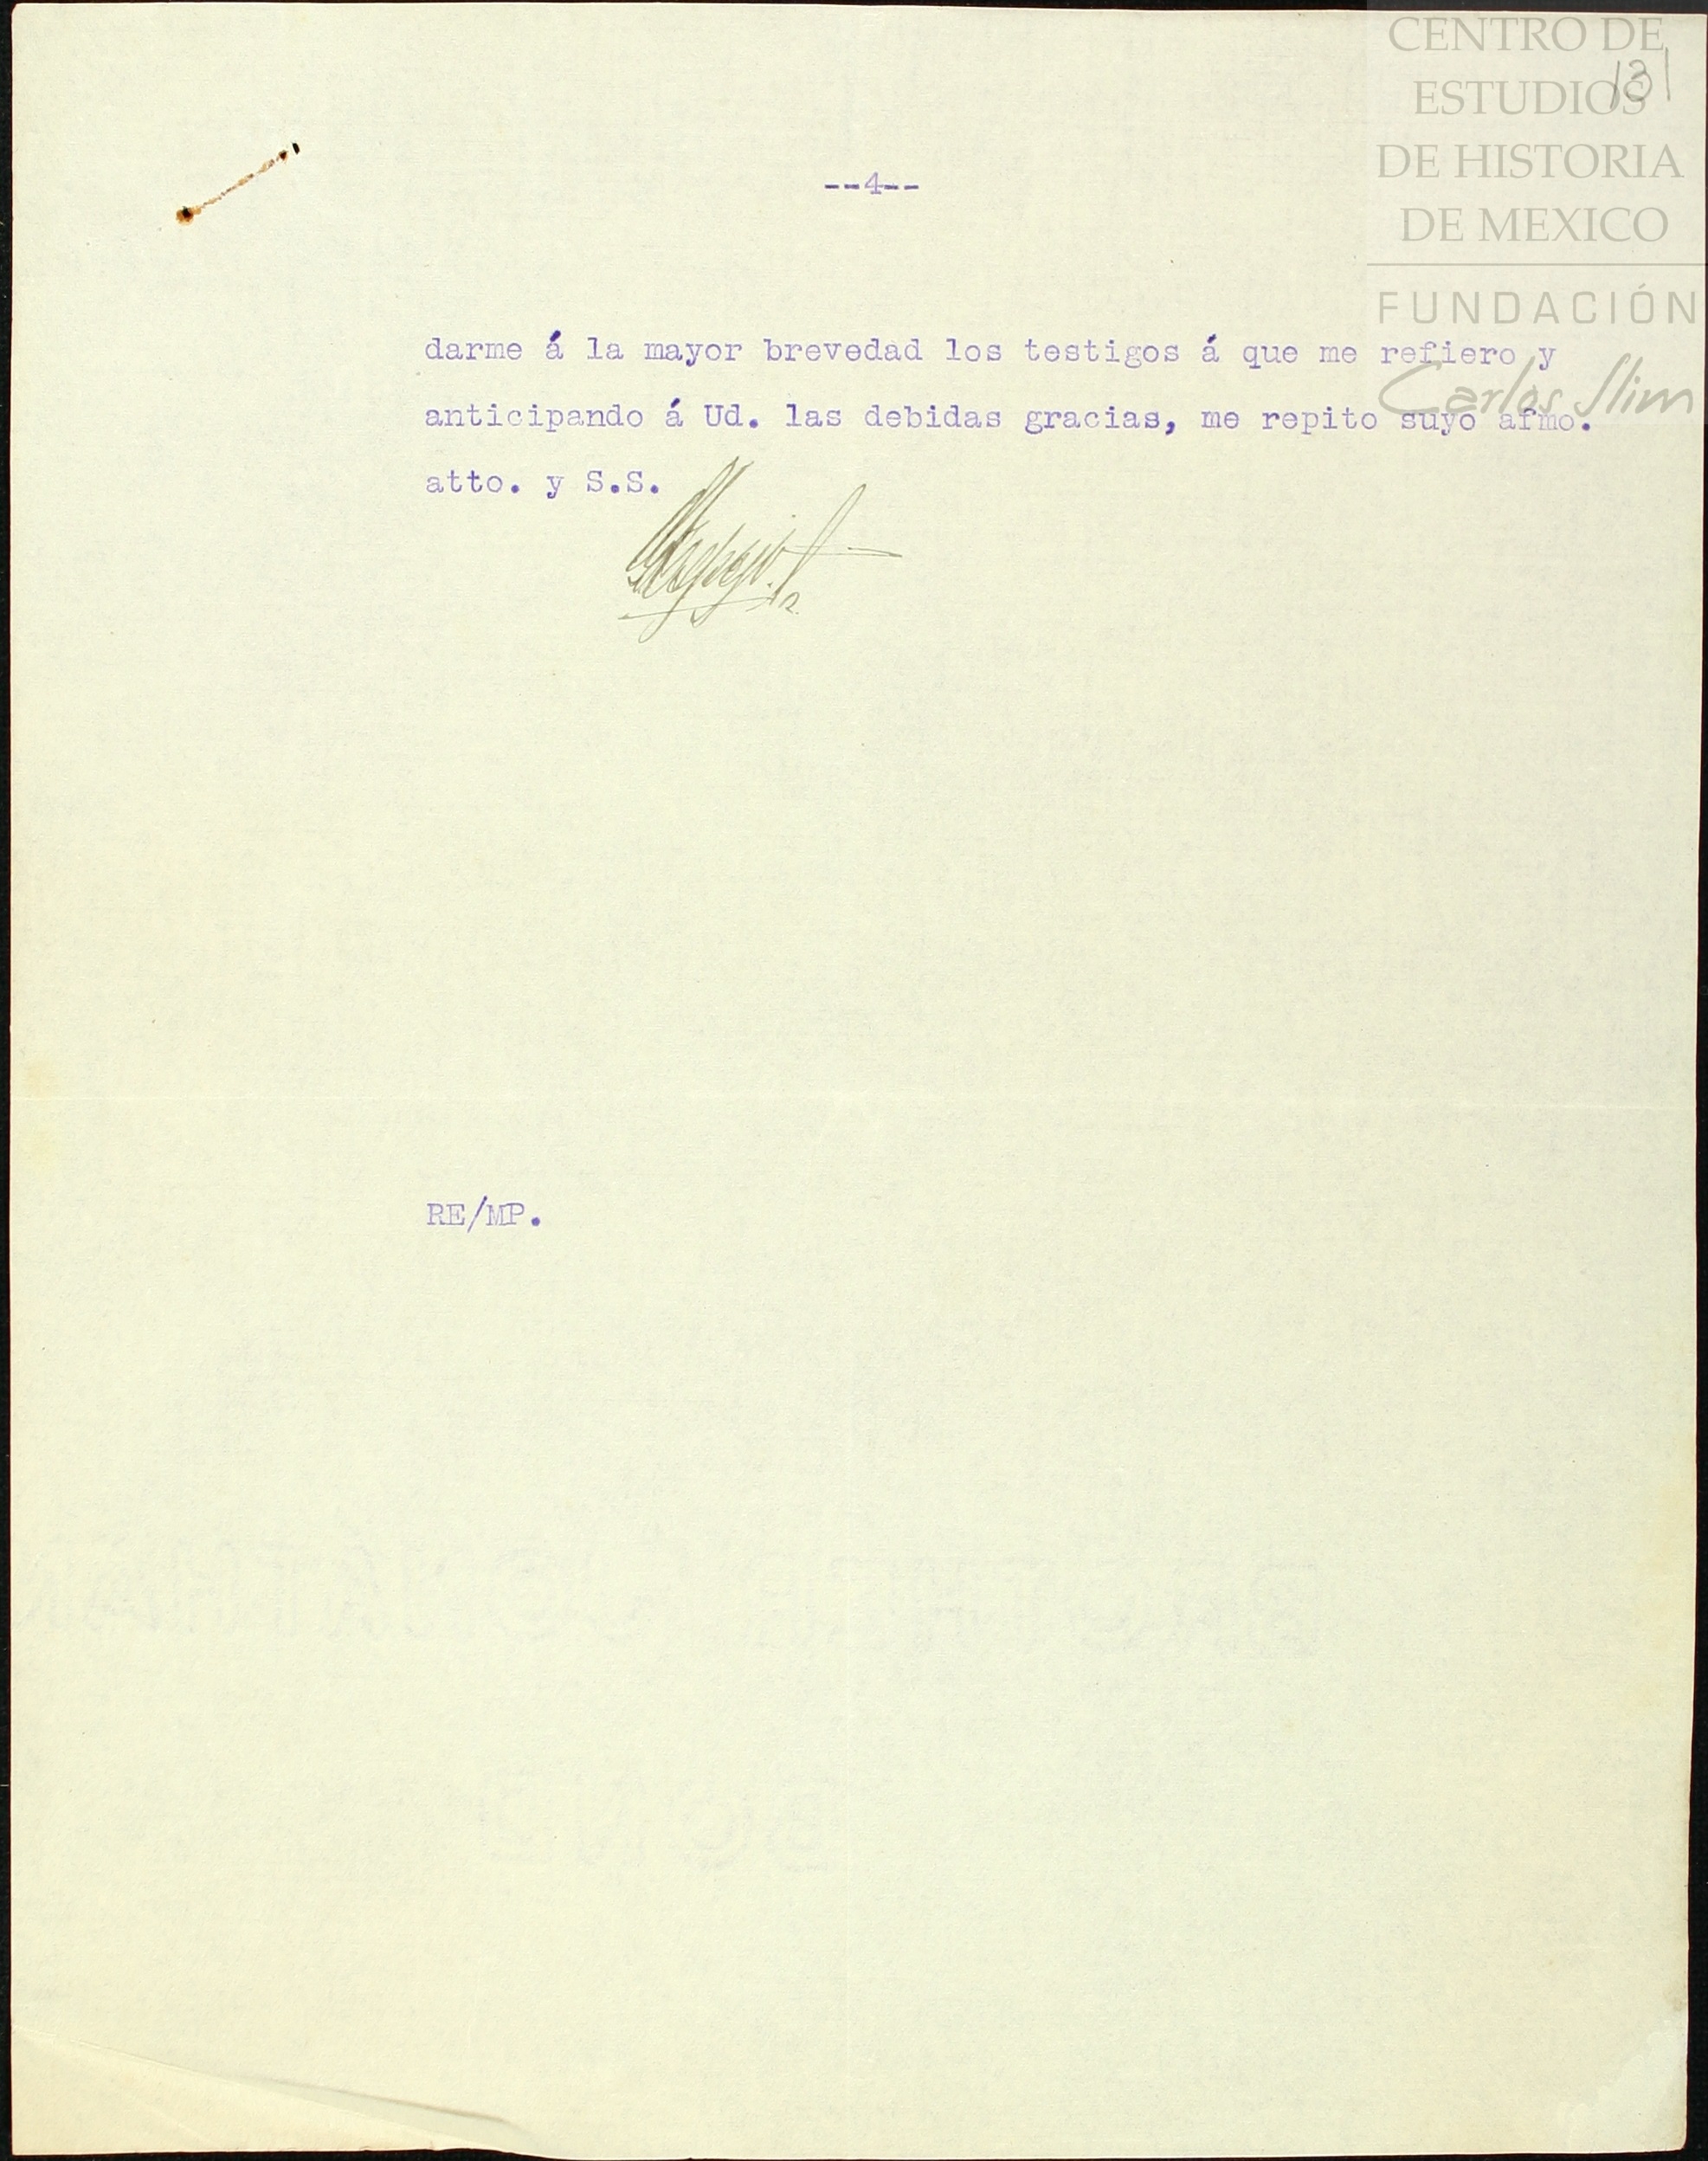 CENTRO DE
ESTUDIOS
DE HISTORIA
DE MEXICO
FUNDACIÓN
Carlos Slim
131
--4--
darme á la mayor brevedad los testigos á que me refiero y
anticipando á Ud. las debidas gracias, me repito suyo afmo.
atto. y S.S.
RE/MP.